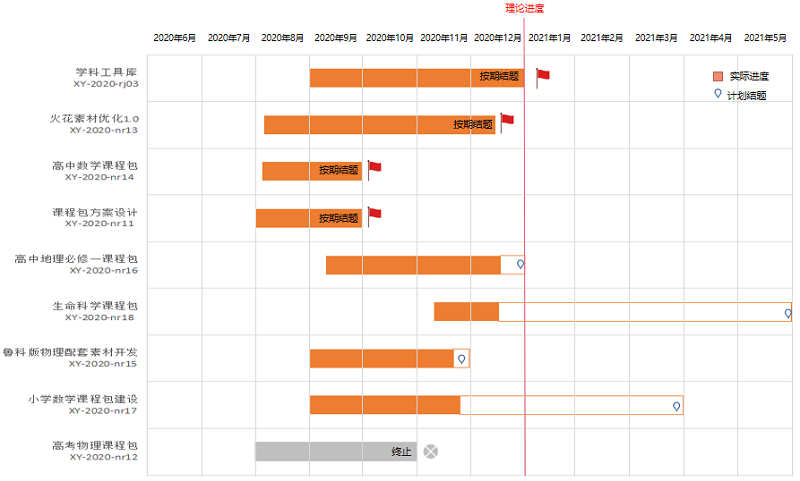 理论进度
2020年6月 2020年7月 2020年8月 2020年9月 2020年10月 2020年11月 2020年12月 2021年1月 2021年2月 2021年3月 2021年4月 2021年5月
学科工具库
XY-2020-rj03
按期结题
实际进度
计划结题
火花素材优化1.0
XY-2020-nr13
按期结题
高中数学课程包
XY-2020-nr14
按期结题
课程包方案设计
XY-2020-nr11
按期结题
高中地理必修一课程包
XY-2020-nr16
生命科学课程包
XY-2020-nr18
鲁科版物理配套素材开发
XY-2020-nr15
小学数学课程包建设
XY-2020-nr17
高考物理课程包
XY-2020-nr12
终止